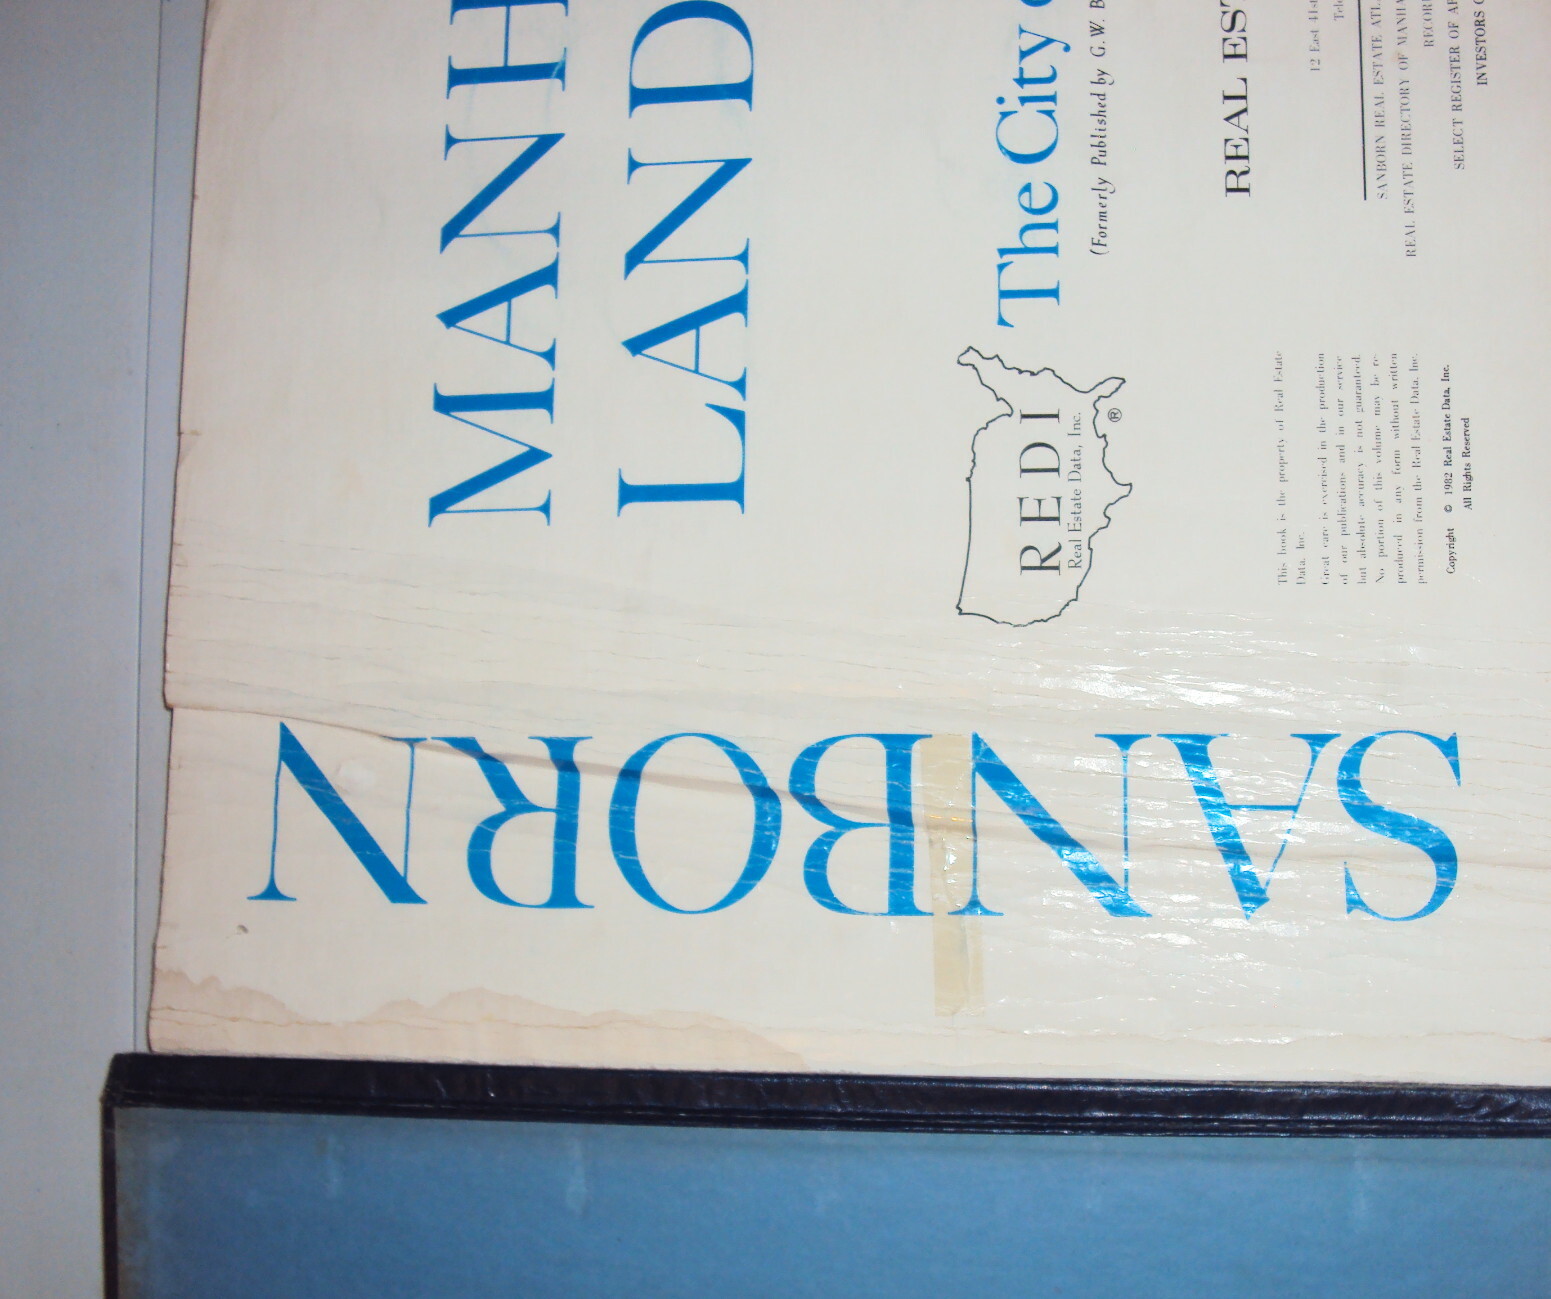 SANBORN
MANH
LAND
The City
(Formerly Published by G. W. B
REDI
Real Estate Data, Inc.
®
REAL EST
12 East 41st
Tel
SANBORN REAL ESTATE ATL
REAL ESTATE DIRECTORY OF MANHA
RECOR
SELECT REGISTER OF AP
INVESTORS
This book is the property of Real Estate
Data, Inc.
Great care is exercised in the production
of our publications and in our service
but absolute accuracy is not guaranteed.
No portion of this volume may be re-
produced in any form without written
permission from the Real Estate Data, Inc.
Copyright © 1982 Real Estate Data, Inc.
All Rights Reserved